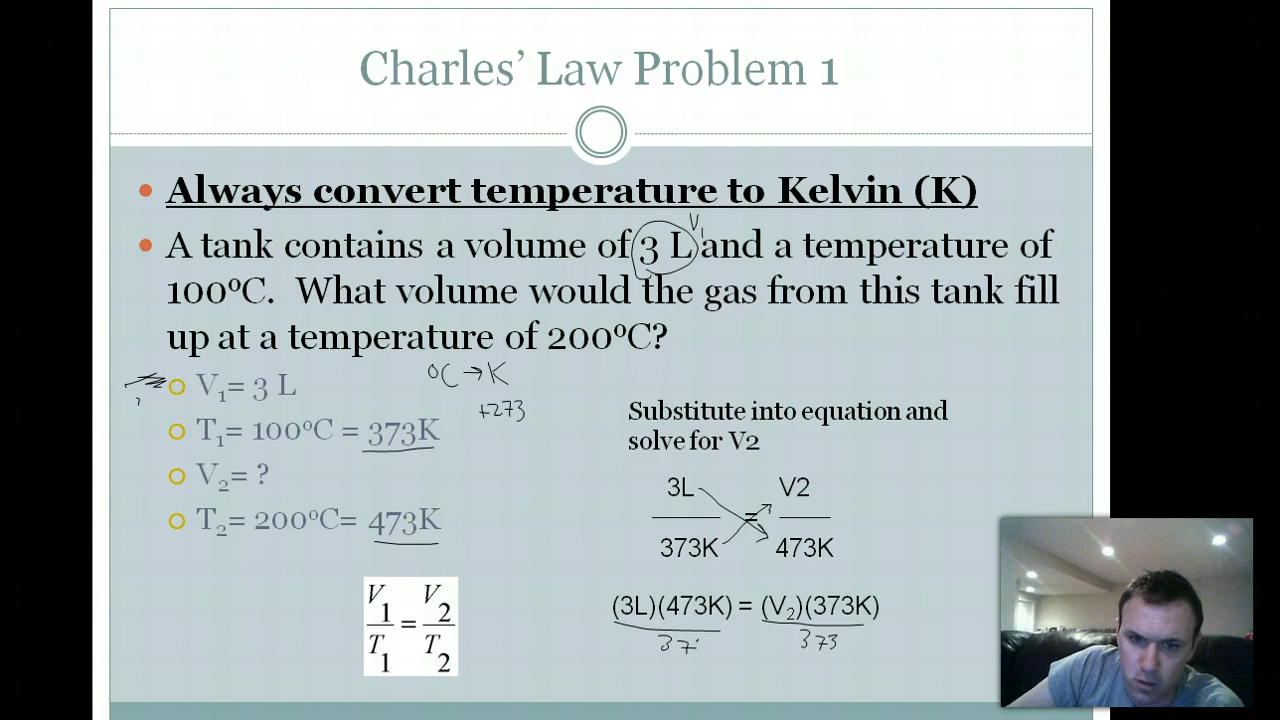 Charles’ Law Problem 1
Always convert temperature to Kelvin (K)
V1
A tank contains a volume of 3 L and a temperature of
100°C. What volume would the gas from this tank fill
up at a temperature of 200°C?
V₁= 3 L
T₁= 100°C = 373K
V₂= ?
T₂= 200°C= 473K
°C → K
+273
V1 / T1 = V2 / T2
Substitute into equation and
solve for V2
3L V2
=
373K 473K
(3L)(473K) = (V₂)(373K)
373